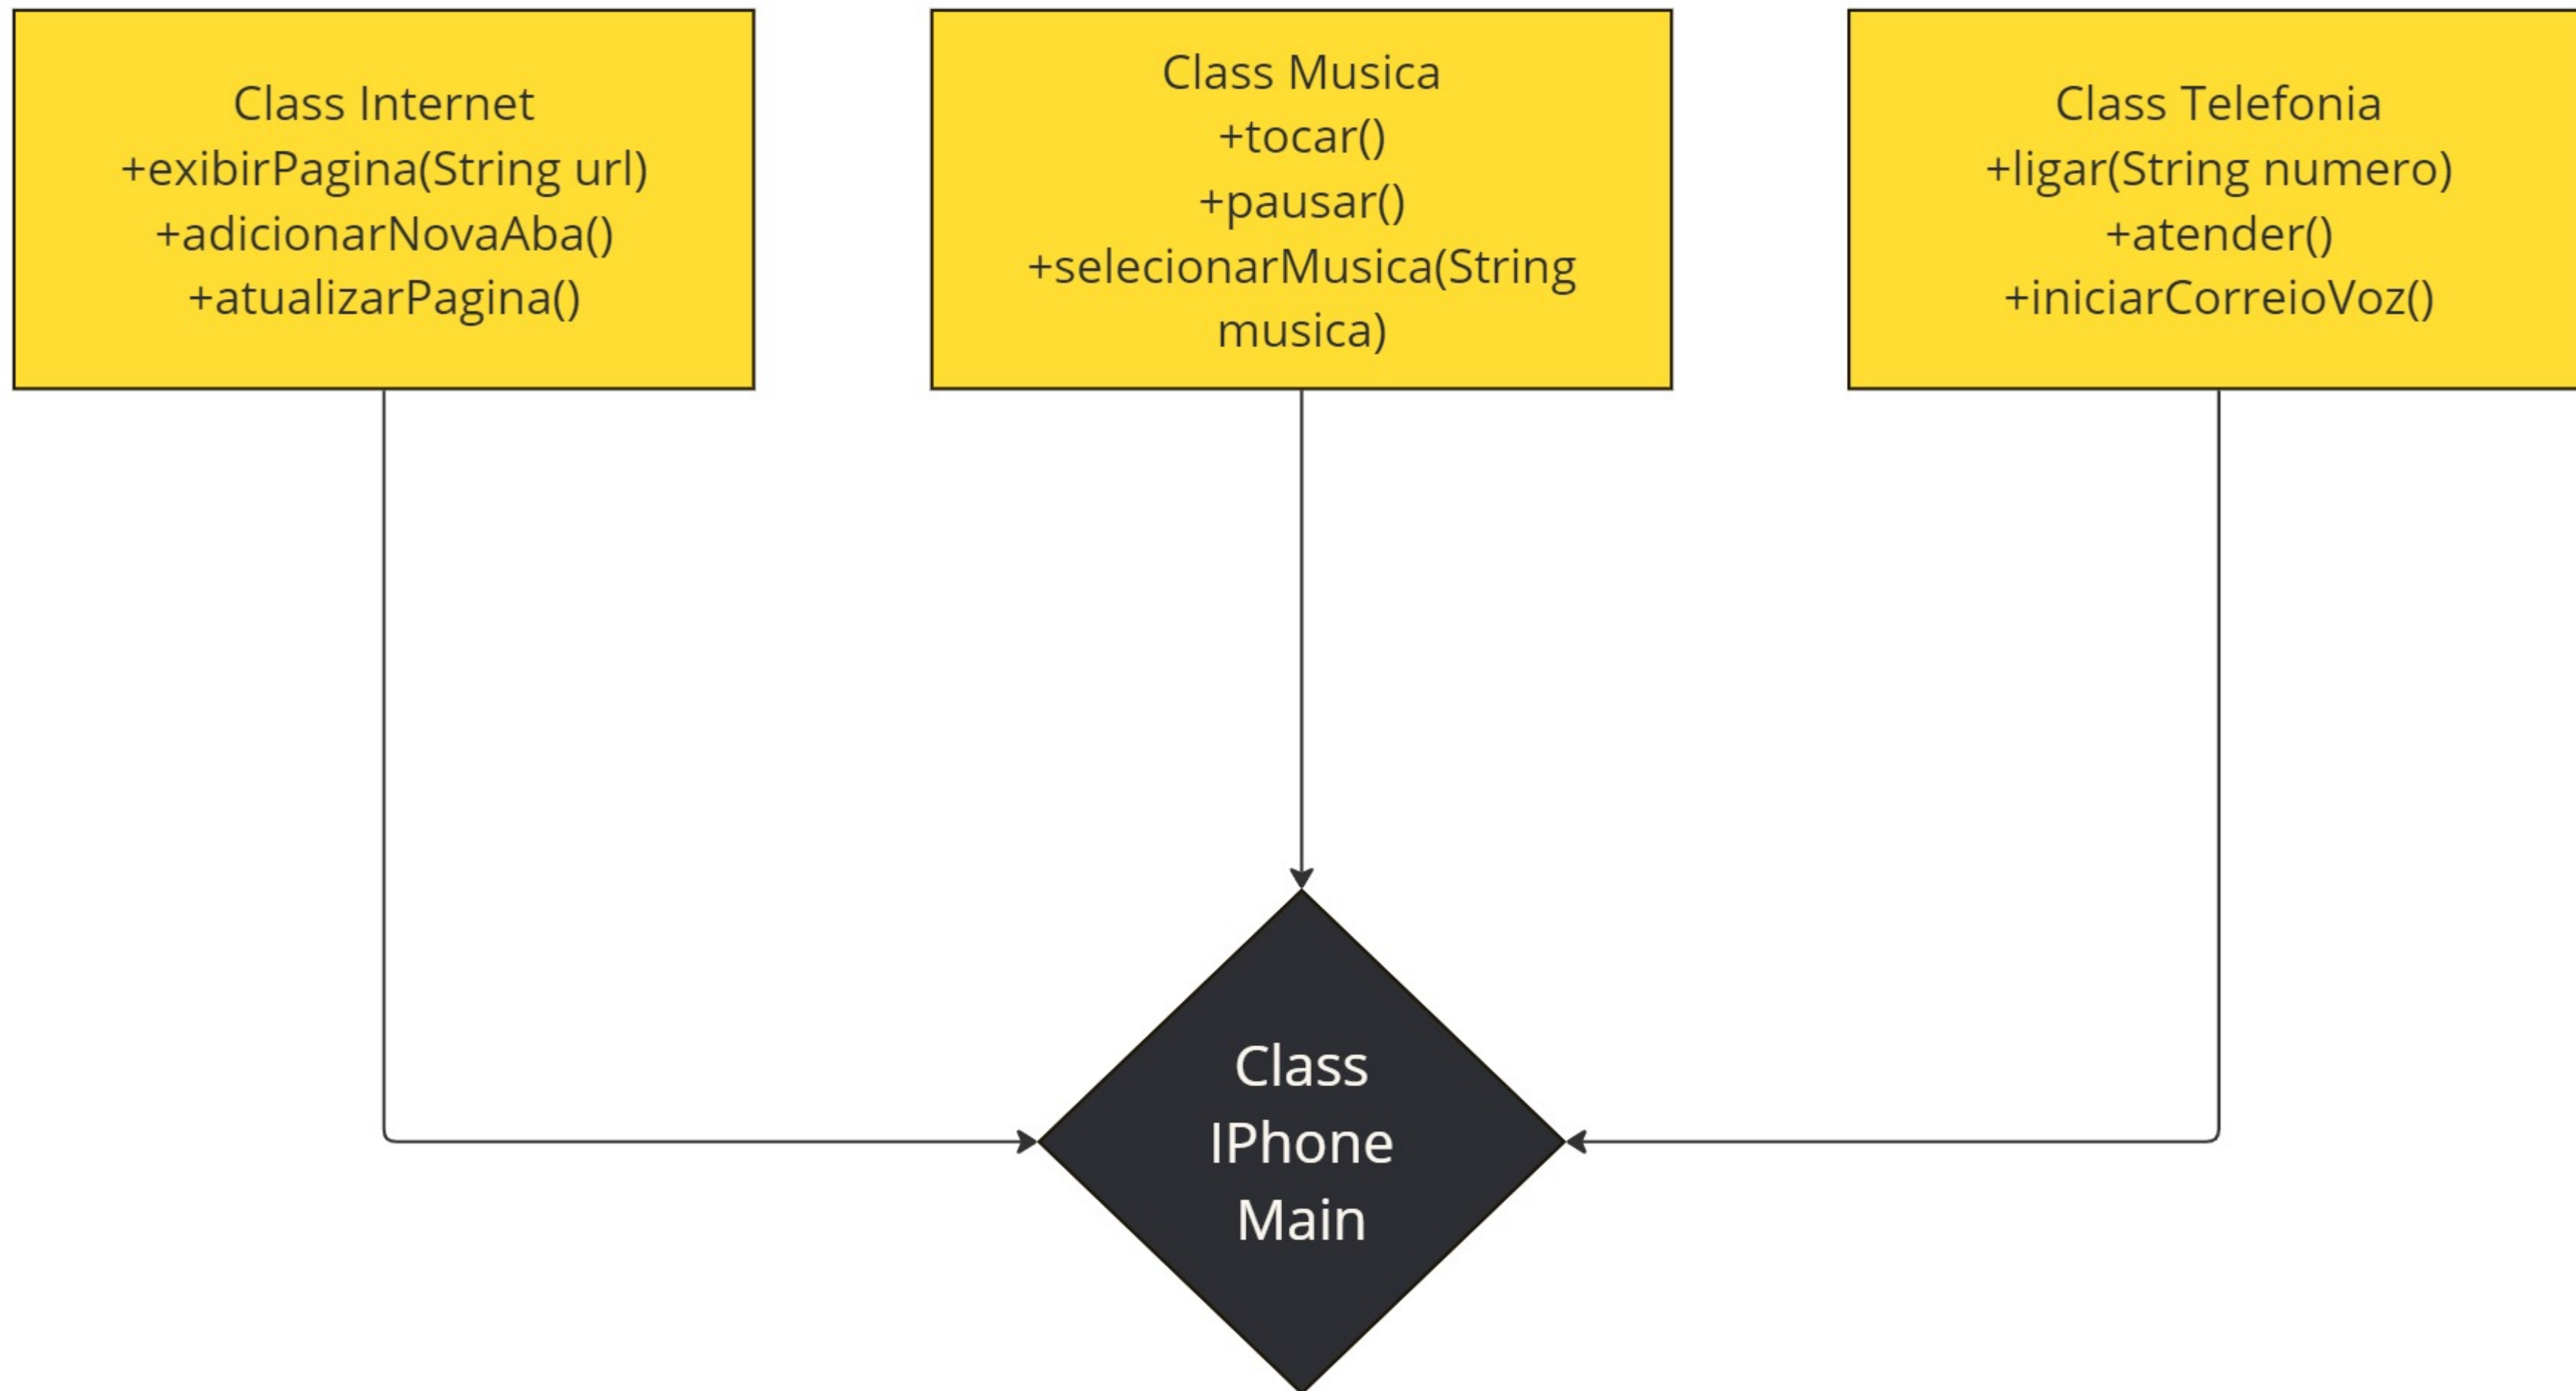 Class Internet
+exibirPagina(String url)
+adicionarNovaAba()
+atualizarPagina()
Class Musica
+tocar()
+pausar()
+selecionarMusica(String
musica)
Class Telefonia
+ligar(String numero)
+atender()
+iniciarCorreioVoz()
Class
IPhone
Main